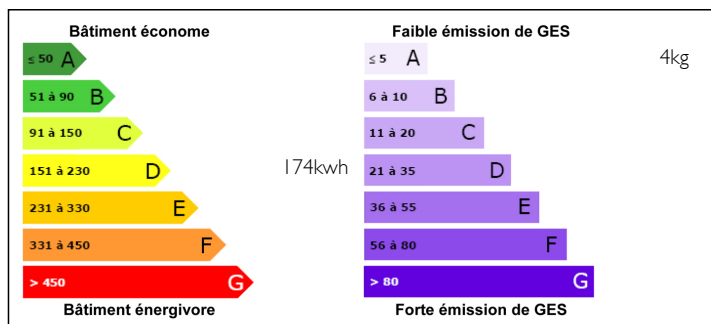 Bâtiment économe
≤ 50 A
51 à 90 B
91 à 150 C
151 à 230 D
174kwh
231 à 330 E
331 à 450 F
> 450 G
Bâtiment énergivore
Faible émission de GES
≤ 5 A
4kg
6 à 10 B
11 à 20 C
21 à 35 D
36 à 55 E
56 à 80 F
> 80 G
Forte émission de GES